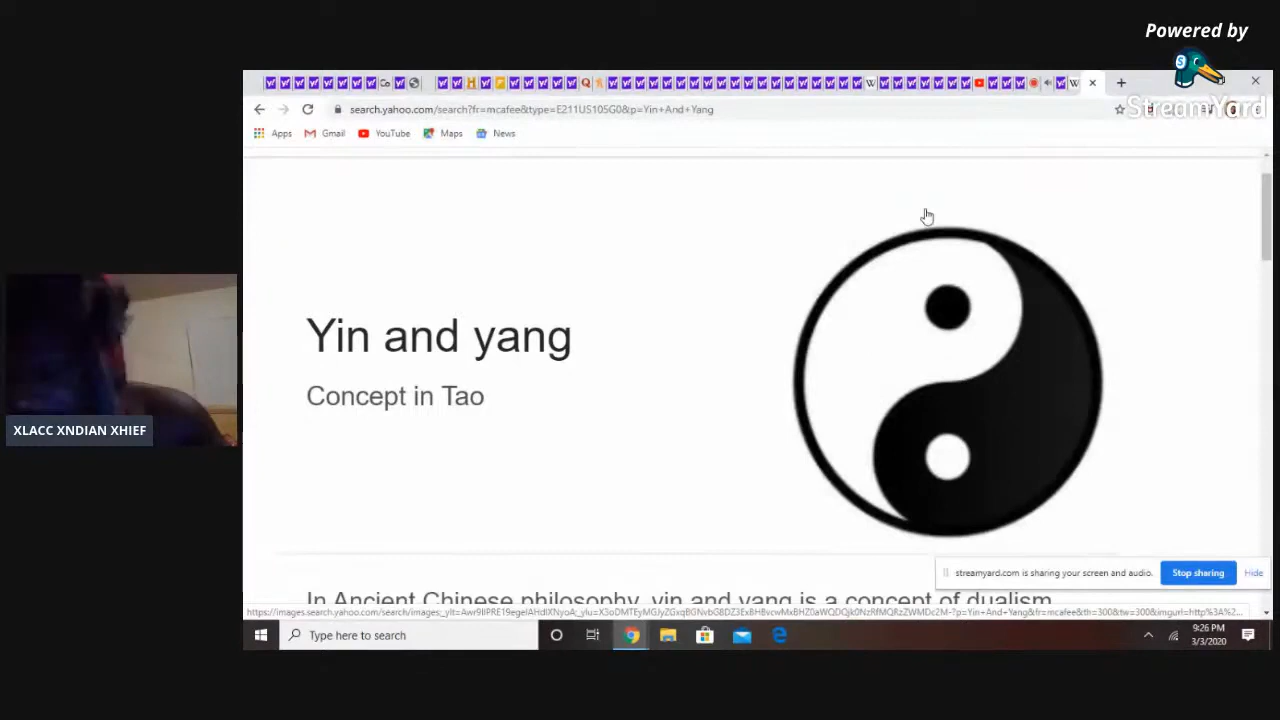 Powered by
StreamYard
search.yahoo.com/search?fr=mcafee&type=E211US105G0&p=Yin+And+Yang
Apps
Gmail
YouTube
Maps
News
Yin and yang
Concept in Tao
XLACC XNDIAN XHIEF
streamyard.com is sharing your screen and audio.
Stop sharing
Hide
In Ancient Chinese philosophy, yin and yang is a concept of dualism
Type here to search
9:26 PM
3/3/2020